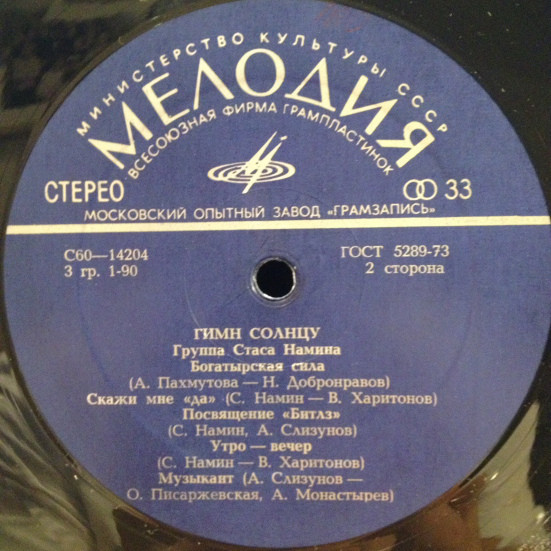 МИНИСТЕРСТВО КУЛЬТУРЫ СССР
МЕЛОДИЯ
ВСЕСОЮЗНАЯ ФИРМА ГРАМПЛАСТИНОК
СТЕРЕО
33
МОСКОВСКИЙ ОПЫТНЫЙ ЗАВОД «ГРАМЗАПИСЬ»
С60—14204
ГОСТ 5289-73
3 гр. 1-90
2 сторона
ГИМН СОЛНЦУ
Группа Стаса Намина
Богатырская сила
(А. Пахмутова — Н. Добронравов)
Скажи мне «да» (С. Намин — В. Харитонов)
Посвящение «Битлз»
(С. Намин, А. Слизунов)
Утро — вечер
(С. Намин — В. Харитонов)
Музыкант (А. Слизунов —
О. Писаржевская, А. Монастырев)